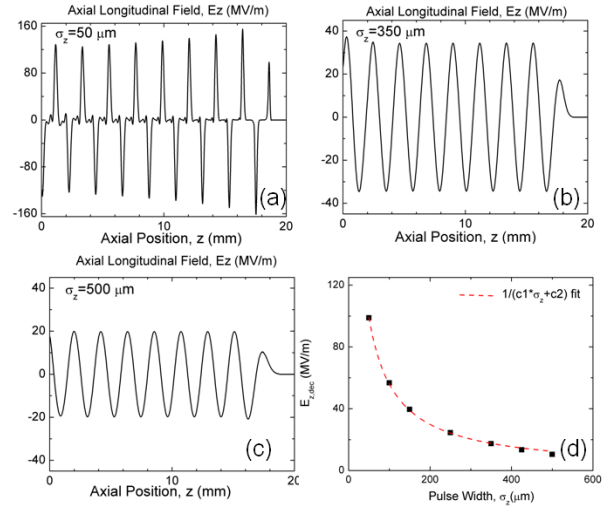 Axial Longitudinal Field, Ez (MV/m)
σz=50 μm
160
80
0
-80
-160
0 5 10 15 20
Axial Position, z (mm)
(a)
Axial Longitudinal Field, Ez (MV/m)
σz=350 μm
40
20
0
-20
-40
0 5 10 15 20
Axial Position, z (mm)
(b)
Axial Longitudinal Field, Ez (MV/m)
σz=500 μm
40
20
0
-20
-40
0 5 10 15 20
Axial Position, z (mm)
(c)
1/(c1*σz+c2) fit
Ez,dec (MV/m)
120
80
40
0
0 200 400 600
Pulse Width, σz(μm)
(d)